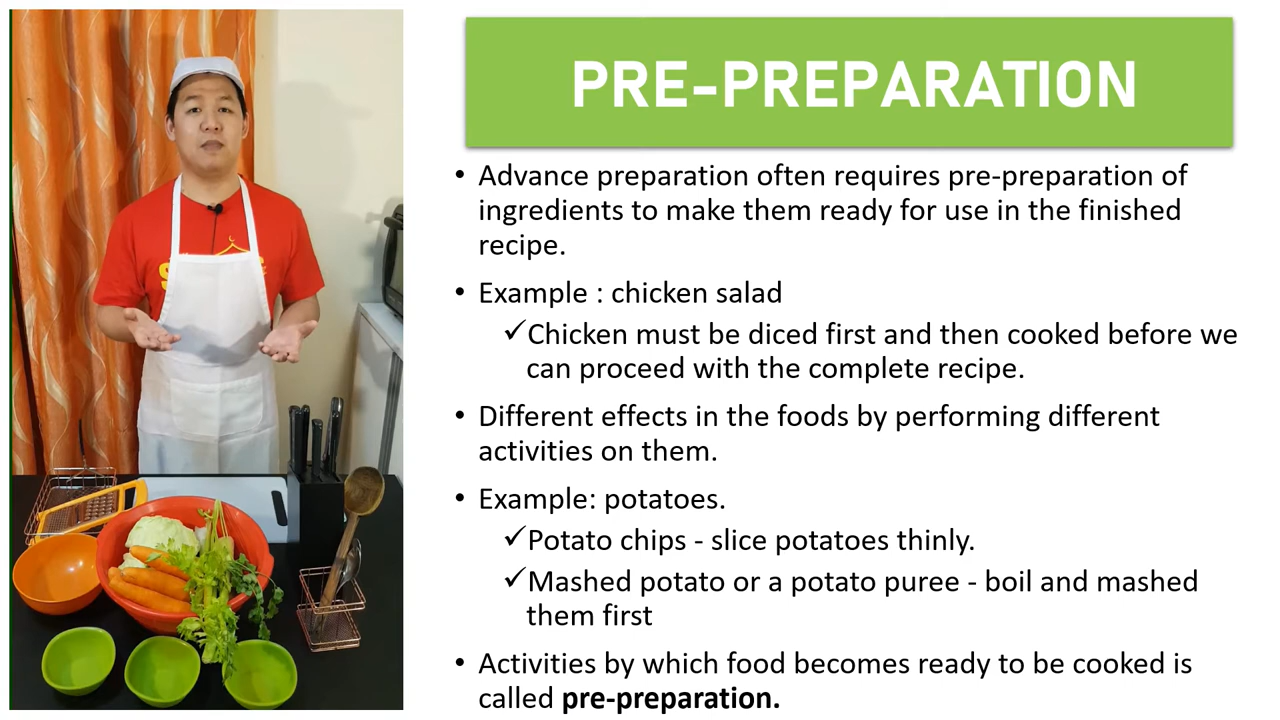 PRE-PREPARATION
• Advance preparation often requires pre-preparation of
ingredients to make them ready for use in the finished
recipe.
• Example : chicken salad
✓Chicken must be diced first and then cooked before we
can proceed with the complete recipe.
• Different effects in the foods by performing different
activities on them.
• Example: potatoes.
✓Potato chips - slice potatoes thinly.
✓Mashed potato or a potato puree - boil and mashed
them first
• Activities by which food becomes ready to be cooked is
called pre-preparation.